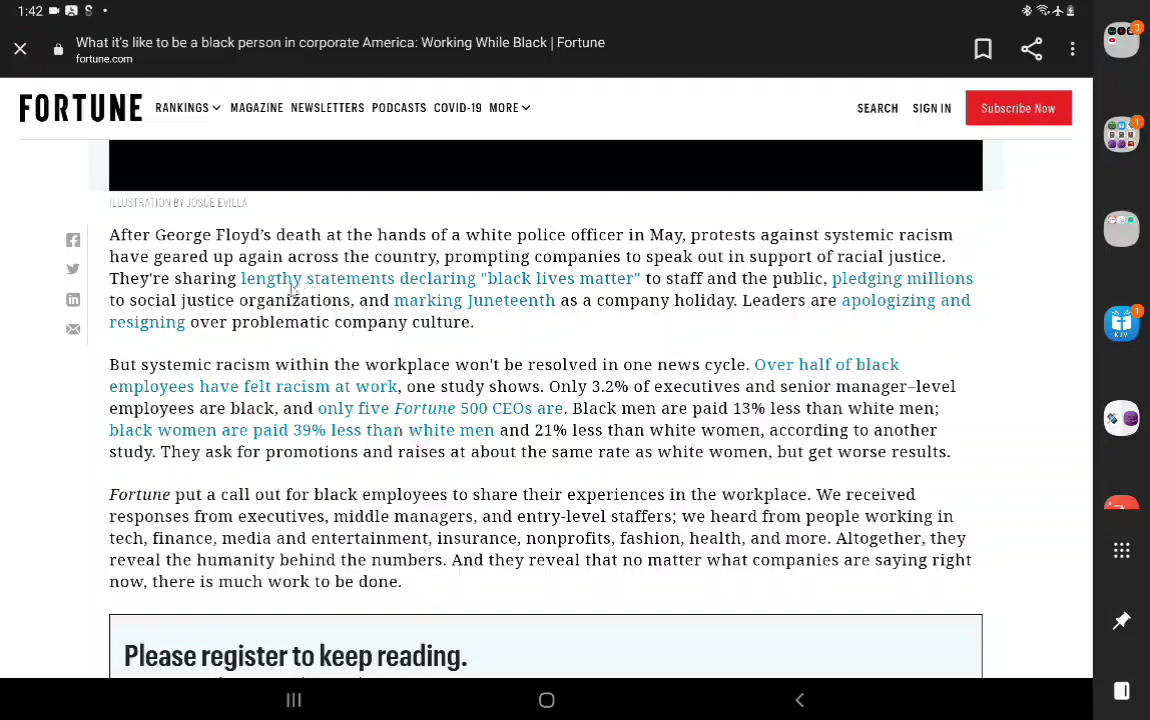 1:42
What it's like to be a black person in corporate America: Working While Black | Fortune
fortune.com
FORTUNE RANKINGS MAGAZINE NEWSLETTERS PODCASTS COVID-19 MORE SEARCH SIGN IN Subscribe Now
ILLUSTRATION BY JOSUE EVILLA
After George Floyd's death at the hands of a white police officer in May, protests against systemic racism
have geared up again across the country, prompting companies to speak out in support of racial justice.
They're sharing lengthy statements declaring "black lives matter" to staff and the public, pledging millions
to social justice organizations, and marking Juneteenth as a company holiday. Leaders are apologizing and
resigning over problematic company culture.
But systemic racism within the workplace won't be resolved in one news cycle. Over half of black
employees have felt racism at work, one study shows. Only 3.2% of executives and senior manager–level
employees are black, and only five Fortune 500 CEOs are. Black men are paid 13% less than white men;
black women are paid 39% less than white men and 21% less than white women, according to another
study. They ask for promotions and raises at about the same rate as white women, but get worse results.
Fortune put a call out for black employees to share their experiences in the workplace. We received
responses from executives, middle managers, and entry-level staffers; we heard from people working in
tech, finance, media and entertainment, insurance, nonprofits, fashion, health, and more. Altogether, they
reveal the humanity behind the numbers. And they reveal that no matter what companies are saying right
now, there is much work to be done.
Please register to keep reading.
3
1
1
KJV